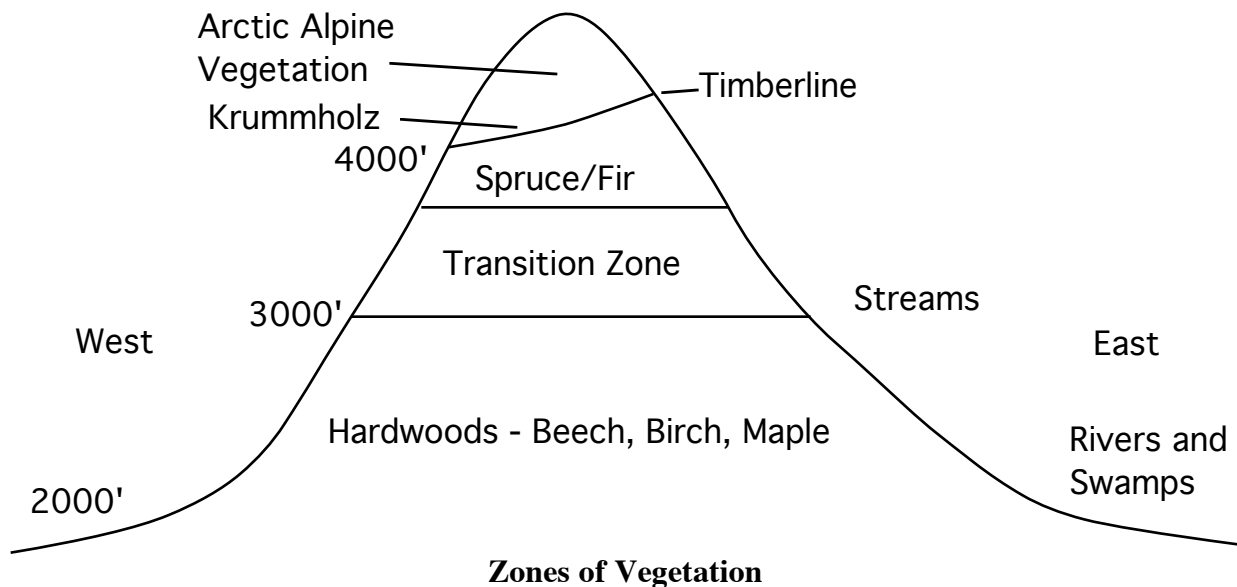 Arctic Alpine
Vegetation
Timberline
Krummholz
4000'
Spruce/Fir
Transition Zone
Streams
3000'
West
East
Hardwoods - Beech, Birch, Maple
Rivers and
Swamps
2000'
Zones of Vegetation